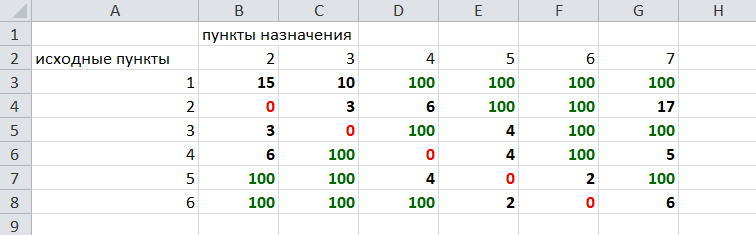 A B C D E F G H
1 пункты назначения
2 исходные пункты 2 3 4 5 6 7
3 1 15 10 100 100 100 100
4 2 0 3 6 100 100 17
5 3 3 0 100 4 100 100
6 4 6 100 0 4 100 5
7 5 100 100 4 0 2 100
8 6 100 100 100 2 0 6
9